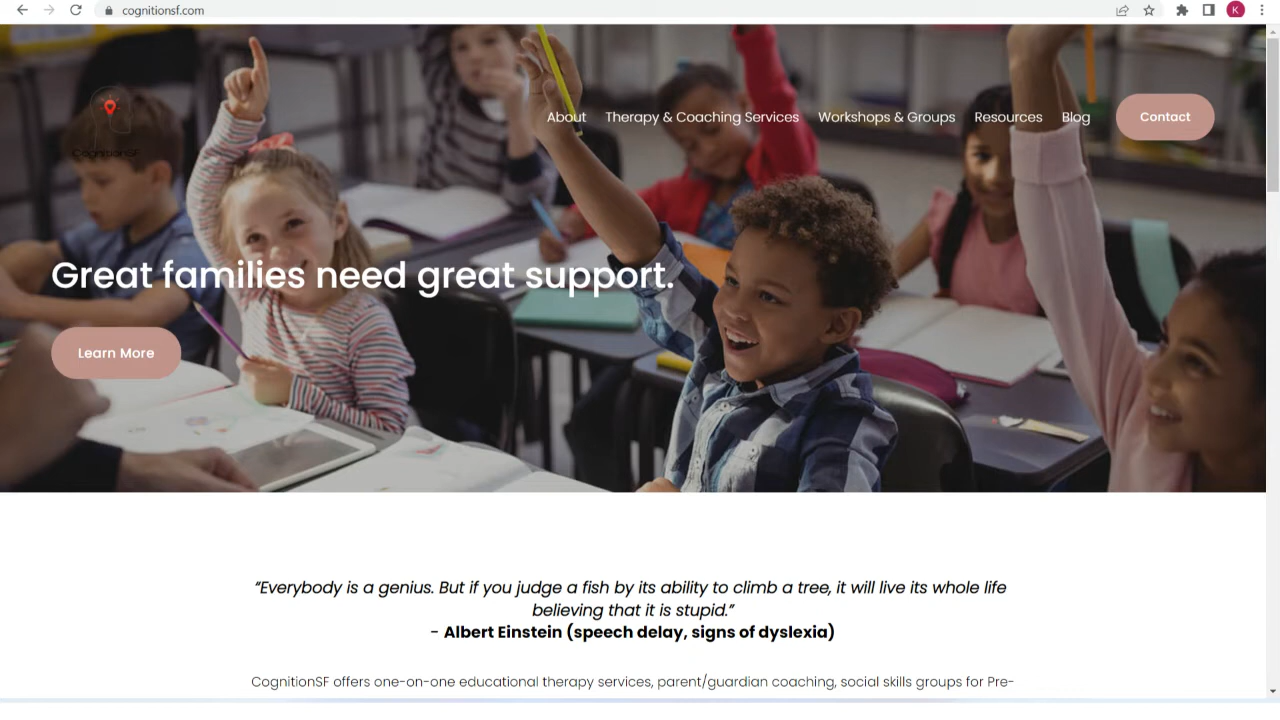 cognitionsf.com
K
CognitionSF
About Therapy & Coaching Services Workshops & Groups Resources Blog Contact
Great families need great support.
Learn More
“Everybody is a genius. But if you judge a fish by its ability to climb a tree, it will live its whole life
believing that it is stupid.”
- Albert Einstein (speech delay, signs of dyslexia)
CognitionSF offers one-on-one educational therapy services, parent/guardian coaching, social skills groups for Pre-